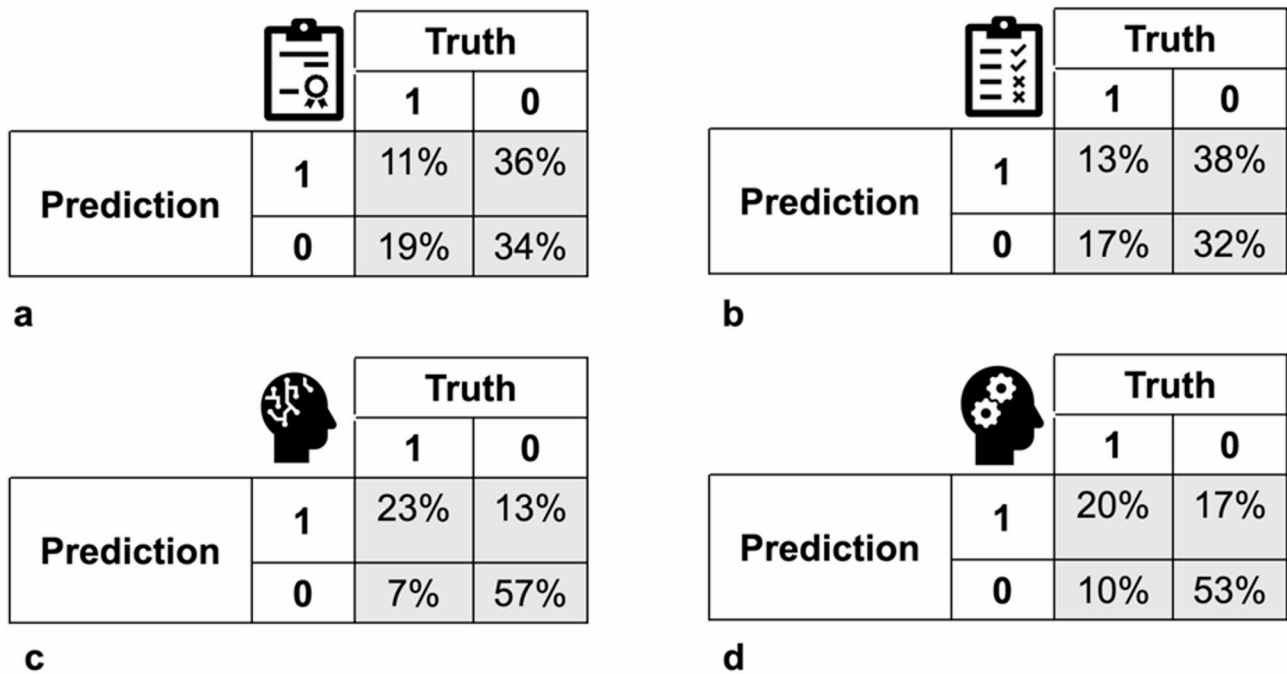 Truth
1 0
Prediction 1 11% 36%
0 19% 34%
a
Truth
1 0
Prediction 1 13% 38%
0 17% 32%
b
Truth
1 0
Prediction 1 23% 13%
0 7% 57%
c
Truth
1 0
Prediction 1 20% 17%
0 10% 53%
d